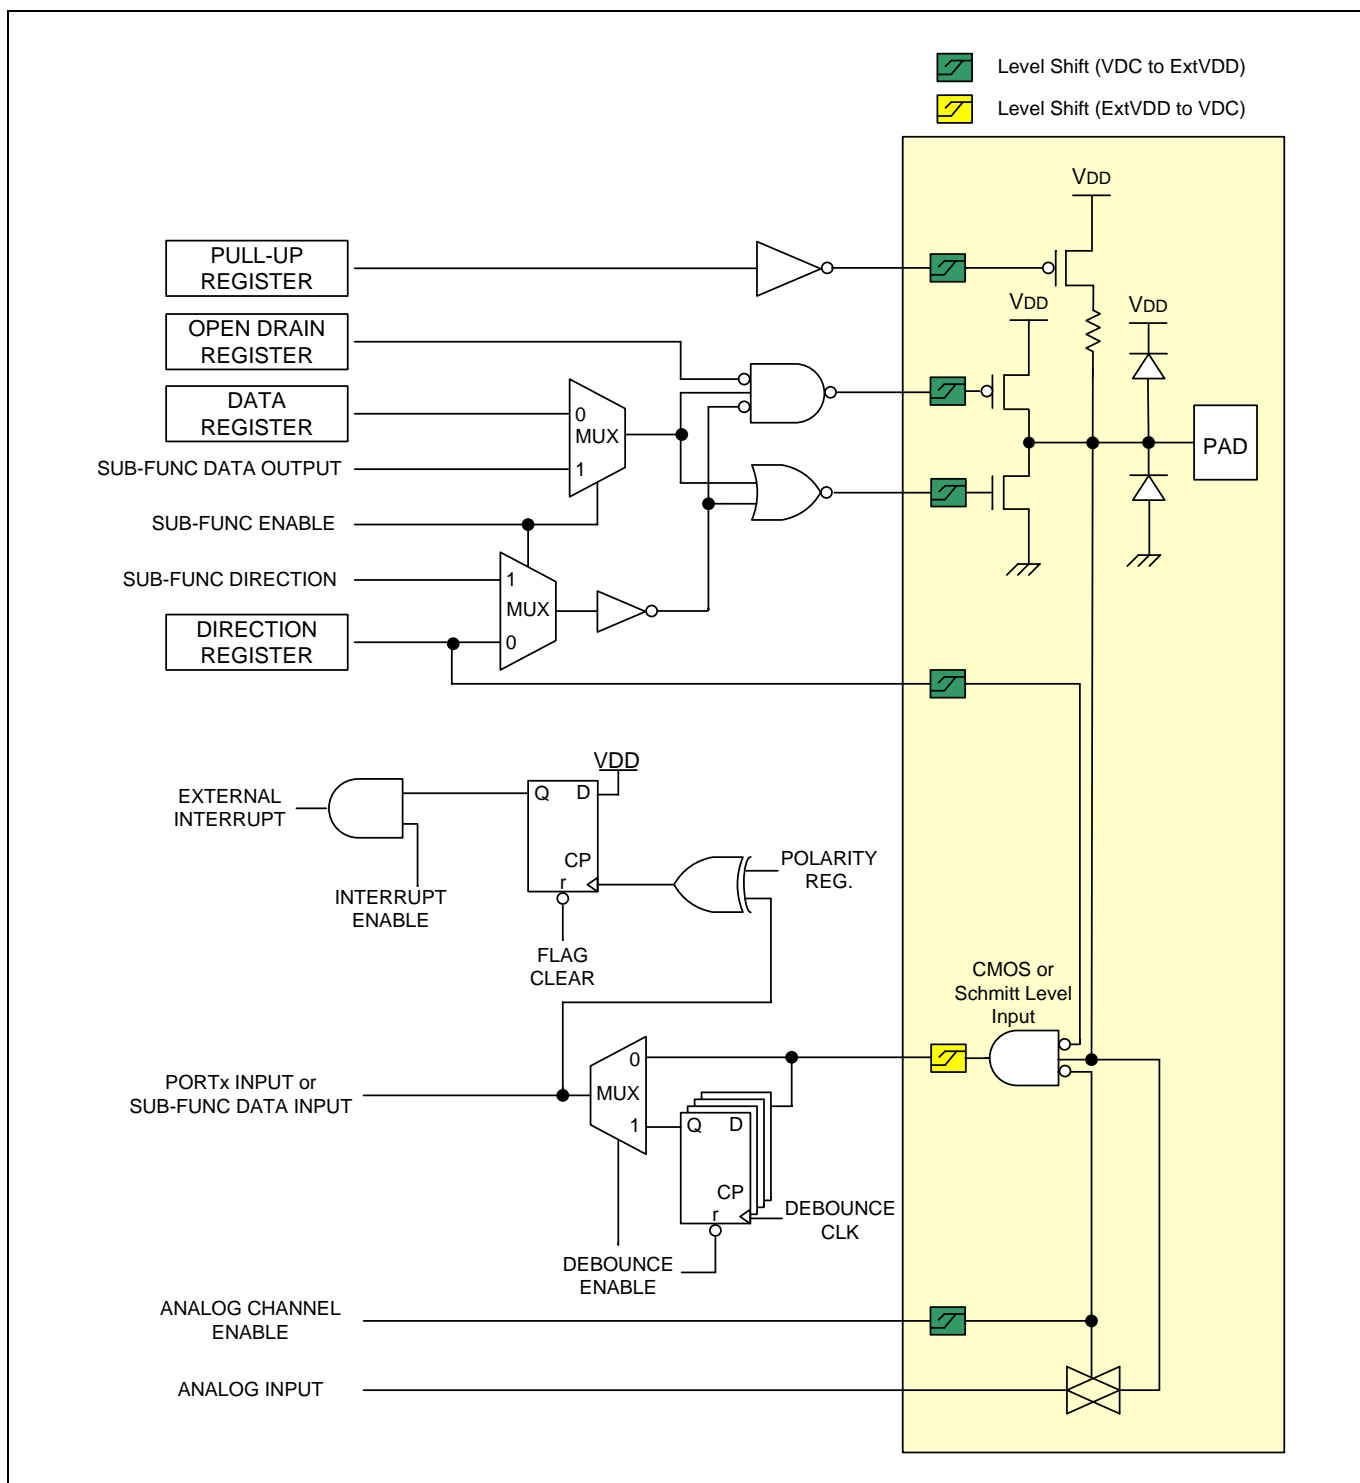 Level Shift (VDC to ExtVDD)
Level Shift (ExtVDD to VDC)
VDD
PULL-UP
REGISTER
VDD
VDD
OPEN DRAIN
REGISTER
DATA
REGISTER
0
MUX
1
PAD
SUB-FUNC DATA OUTPUT
SUB-FUNC ENABLE
SUB-FUNC DIRECTION
1
MUX
0
DIRECTION
REGISTER
VDD
EXTERNAL
INTERRUPT
Q D
CP
r
POLARITY
REG.
INTERRUPT
ENABLE
FLAG
CLEAR
CMOS or
Schmitt Level
Input
PORTx INPUT or
SUB-FUNC DATA INPUT
0
MUX
1
Q D
CP
r
DEBOUNCE
CLK
DEBOUNCE
ENABLE
ANALOG CHANNEL
ENABLE
ANALOG INPUT